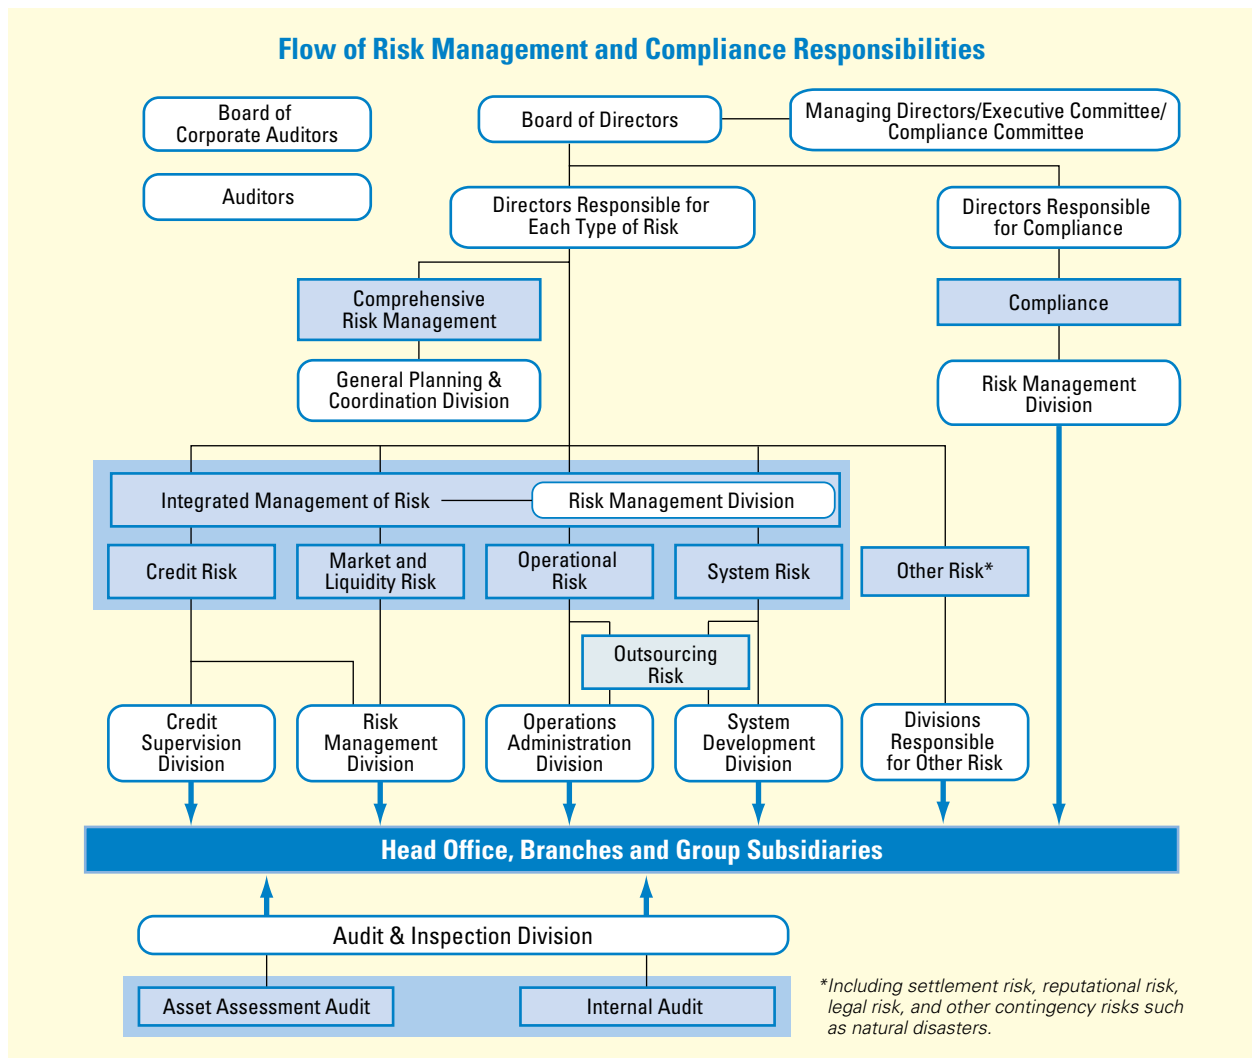 Flow of Risk Management and Compliance Responsibilities
Board of
Corporate Auditors
Board of Directors
Managing Directors/Executive Committee/
Compliance Committee
Auditors
Directors Responsible for
Each Type of Risk
Directors Responsible
for Compliance
Comprehensive
Risk Management
Compliance
General Planning &
Coordination Division
Risk Management
Division
Integrated Management of Risk
Risk Management Division
Credit Risk
Market and
Liquidity Risk
Operational
Risk
System Risk
Other Risk*
Outsourcing
Risk
Credit
Supervision
Division
Risk
Management
Division
Operations
Administration
Division
System
Development
Division
Divisions
Responsible
for Other Risk
Head Office, Branches and Group Subsidiaries
Audit & Inspection Division
Asset Assessment Audit
Internal Audit
*Including settlement risk, reputational risk,
legal risk, and other contingency risks such
as natural disasters.